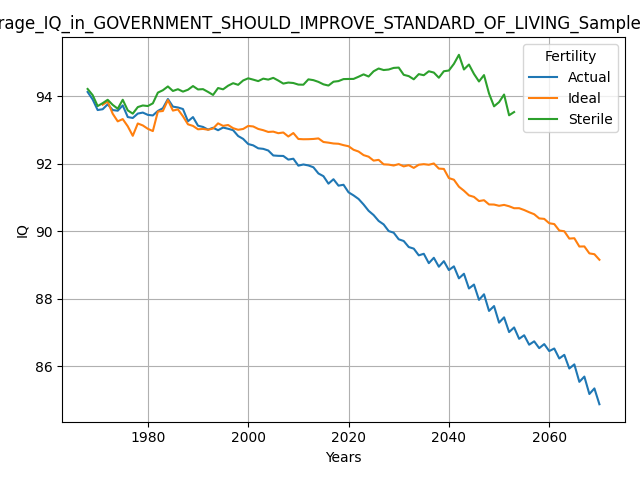 rage_IQ_in_GOVERNMENT_SHOULD_IMPROVE_STANDARD_OF_LIVING_Sample
Fertility
Actual
Ideal
Sterile
IQ
94
92
90
88
86
1980 2000 2020 2040 2060
Years